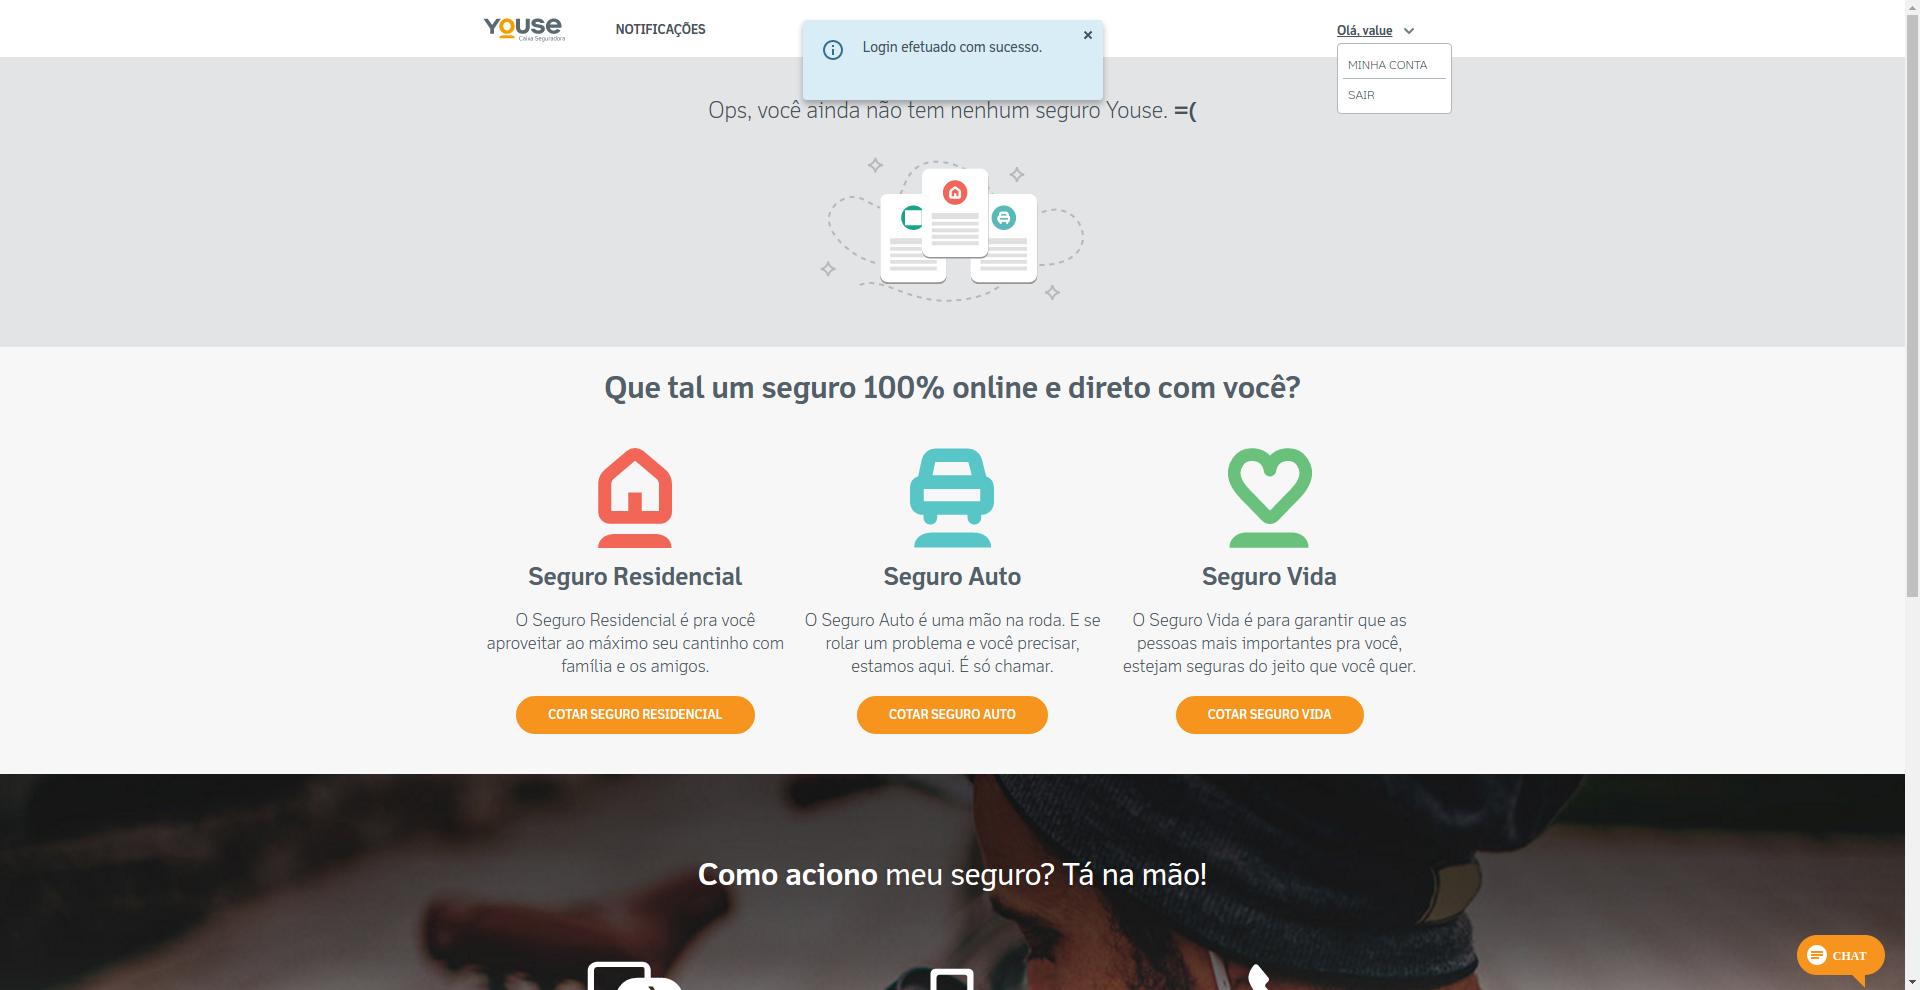 Youse
Caixa Seguradora
NOTIFICAÇÕES
Login efetuado com sucesso.
Olá, value
MINHA CONTA
SAIR
Ops, você ainda não tem nenhum seguro Youse. =(
Que tal um seguro 100% online e direto com você?
Seguro Residencial
O Seguro Residencial é pra você
aproveitar ao máximo seu cantinho com
família e os amigos.
COTAR SEGURO RESIDENCIAL
Seguro Auto
O Seguro Auto é uma mão na roda. E se
rolar um problema e você precisar,
estamos aqui. É só chamar.
COTAR SEGURO AUTO
Seguro Vida
O Seguro Vida é para garantir que as
pessoas mais importantes pra você,
estejam seguras do jeito que você quer.
COTAR SEGURO VIDA
Como aciono meu seguro? Tá na mão!
CHAT